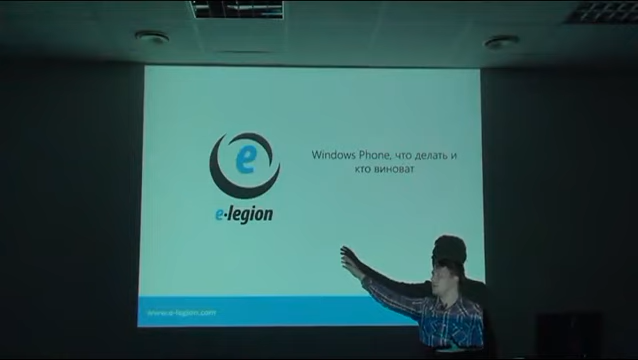 Windows Phone, что делать и
кто виноват
e
e-legion
www.e-legion.com